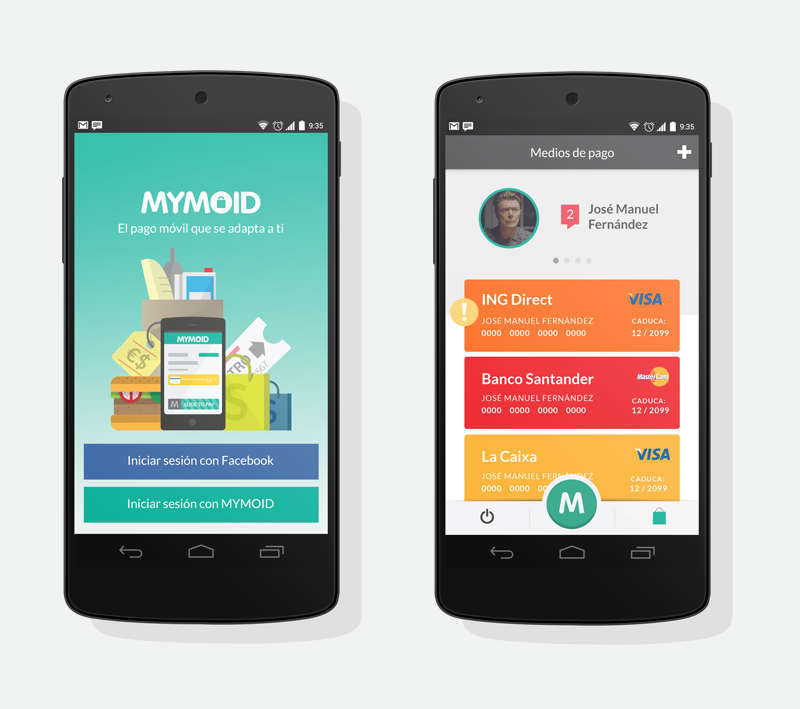 9:35
MYMOID
El pago móvil que se adapta a ti
€$
MYMOID
TRO
567
S
S
M
Iniciar sesión con Facebook
Iniciar sesión con MYMOID
9:35
Medios de pago
2
José Manuel
Fernández
ING Direct
VISA
!
JOSÉ MANUEL FERNÁNDEZ
CADUCA:
0000 0000 0000 0000
12 / 2099
Banco Santander
MasterCard
JOSÉ MANUEL FERNÁNDEZ
CADUCA:
0000 0000 0000 0000
12 / 2099
La Caixa
VISA
JOSÉ MANUEL FERNÁNDEZ
CADUCA:
0000 0000 0000
12 / 2099
M